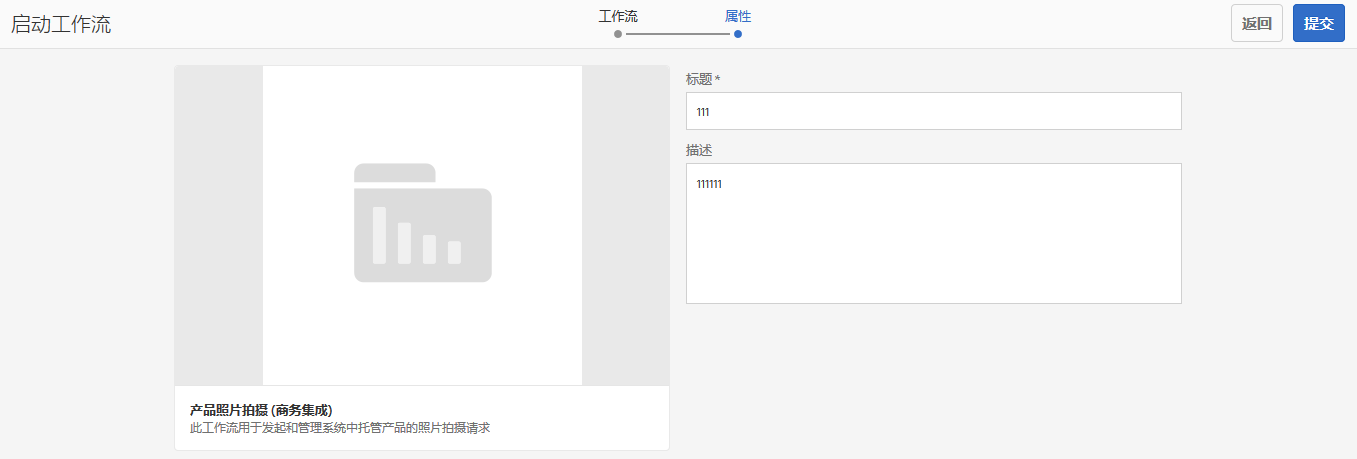 启动工作流
工作流
属性
返回
提交
标题 *
111
描述
111111
产品照片拍摄 (商务集成)
此工作流用于发起和管理系统中托管产品的照片拍摄请求